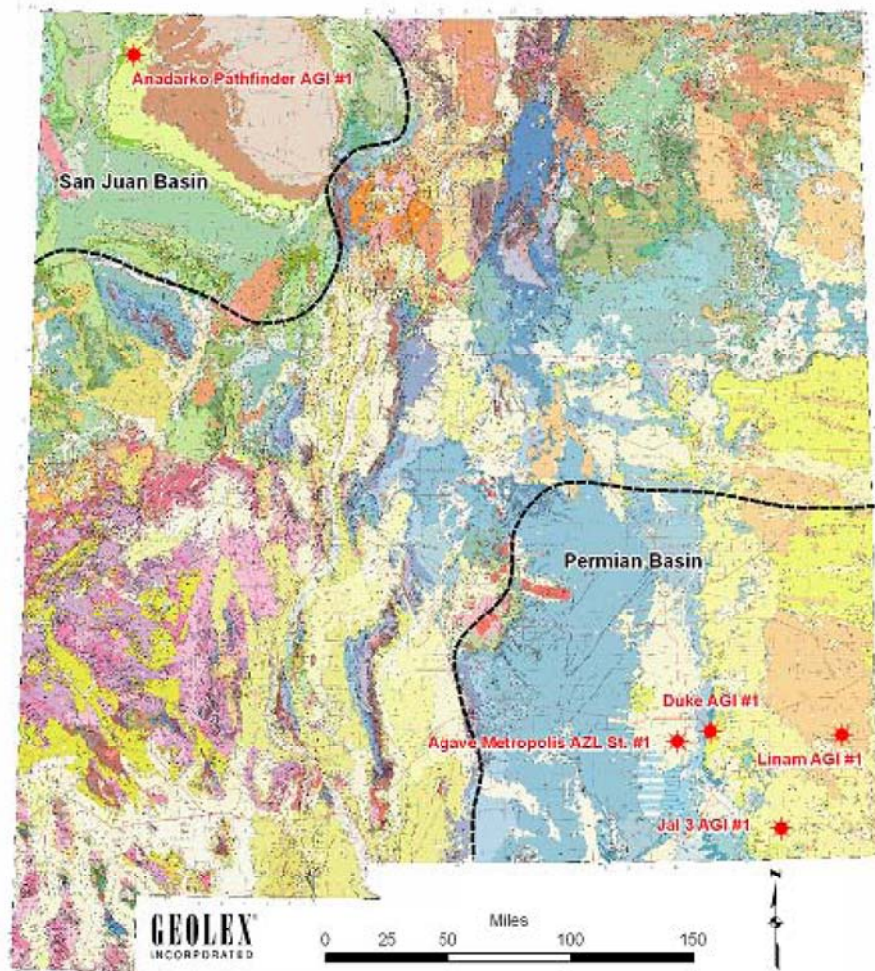 Anadarko Pathfinder AGI #1
San Juan Basin
Permian Basin
Duke AGI #1
Agave Metropolis AZL St. #1
Linam AGI #1
Jal 3 AGI #1
GEOLEX®
INCORPORATED
Miles
0 25 50 100 150